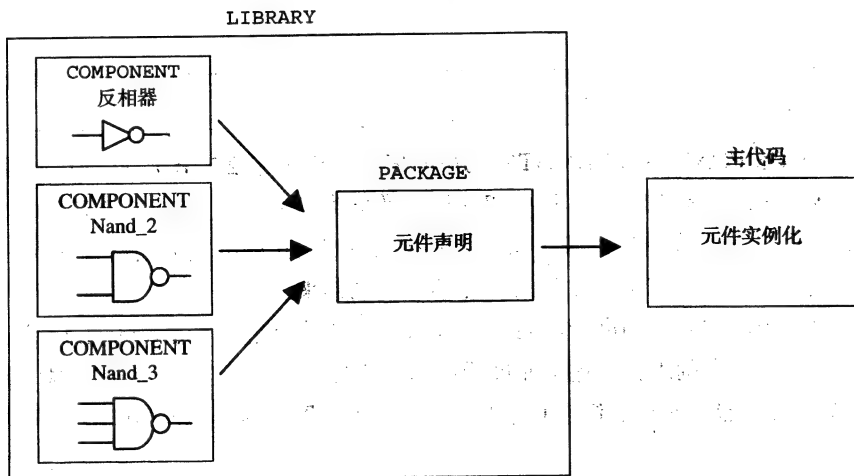 LIBRARY
COMPONENT
反相器
COMPONENT
Nand_2
COMPONENT
Nand_3
PACKAGE
元件声明
主代码
元件实例化